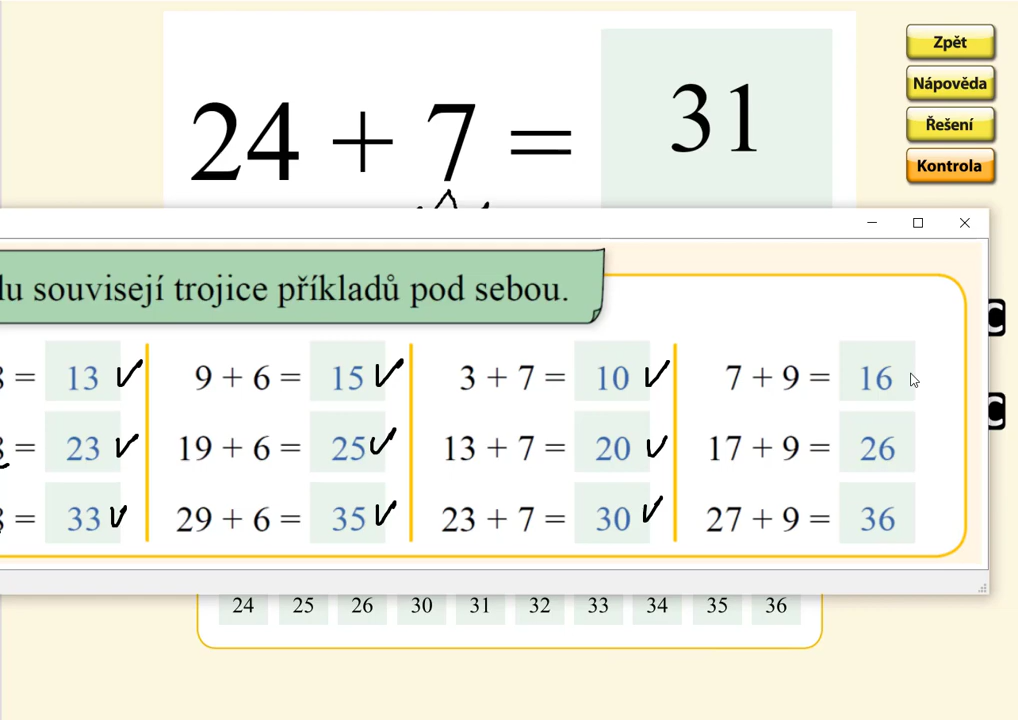 24 + 7 = 31
Zpět
Nápověda
Řešení
Kontrola
souvisejí trojice příkladů pod sebou.
= 13 9 + 6 = 15 3 + 7 = 10 7 + 9 = 16
= 23 19 + 6 = 25 13 + 7 = 20 17 + 9 = 26
= 33 29 + 6 = 35 23 + 7 = 30 27 + 9 = 36
C
C
24 25 26 30 31 32 33 34 35 36